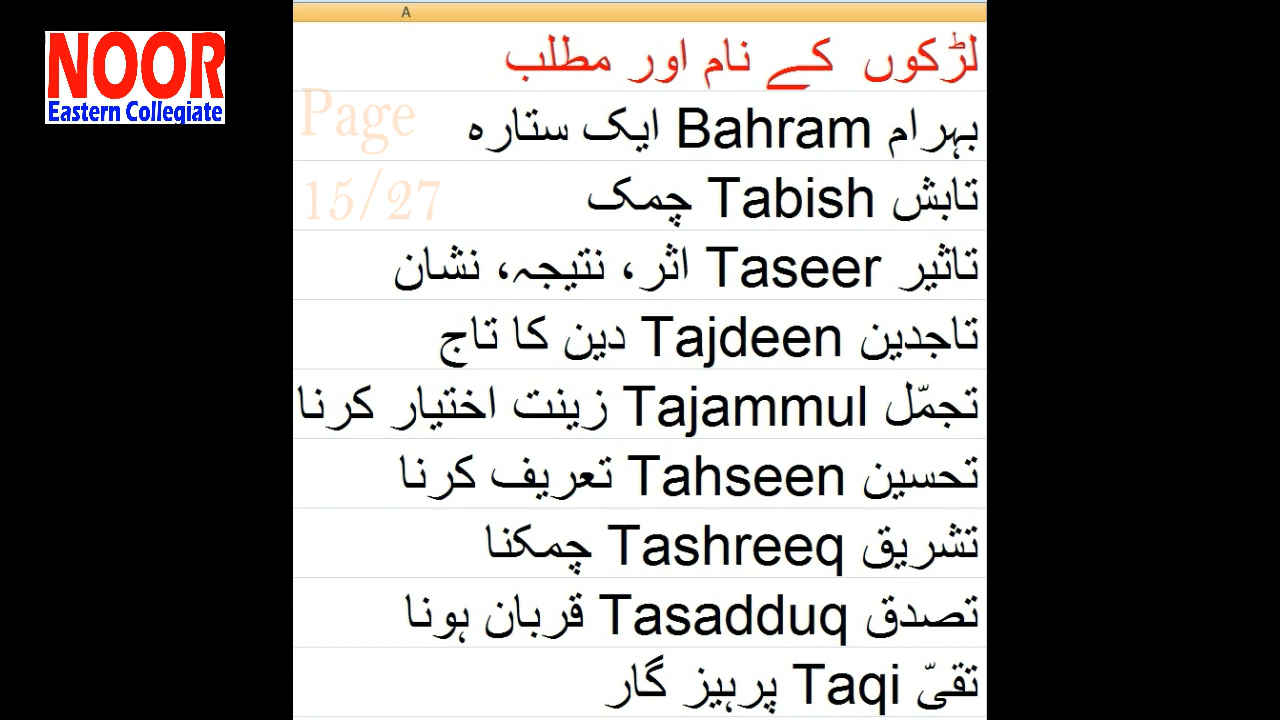 NOOR
Eastern Collegiate
A
لڑکوں کے نام اور مطلب
Page
15/27
بہرام Bahram ایک ستارہ
تابش Tabish چمک
تاثیر Taseer اثر، نتیجہ، نشان
تاجدین Tajdeen دین کا تاج
تجمّل Tajammul زینت اختیار کرنا
تحسین Tahseen تعریف کرنا
تشریق Tashreeq چمکنا
تصدق Tasadduq قربان ہونا
تقیّ Taqi پرہیز گار